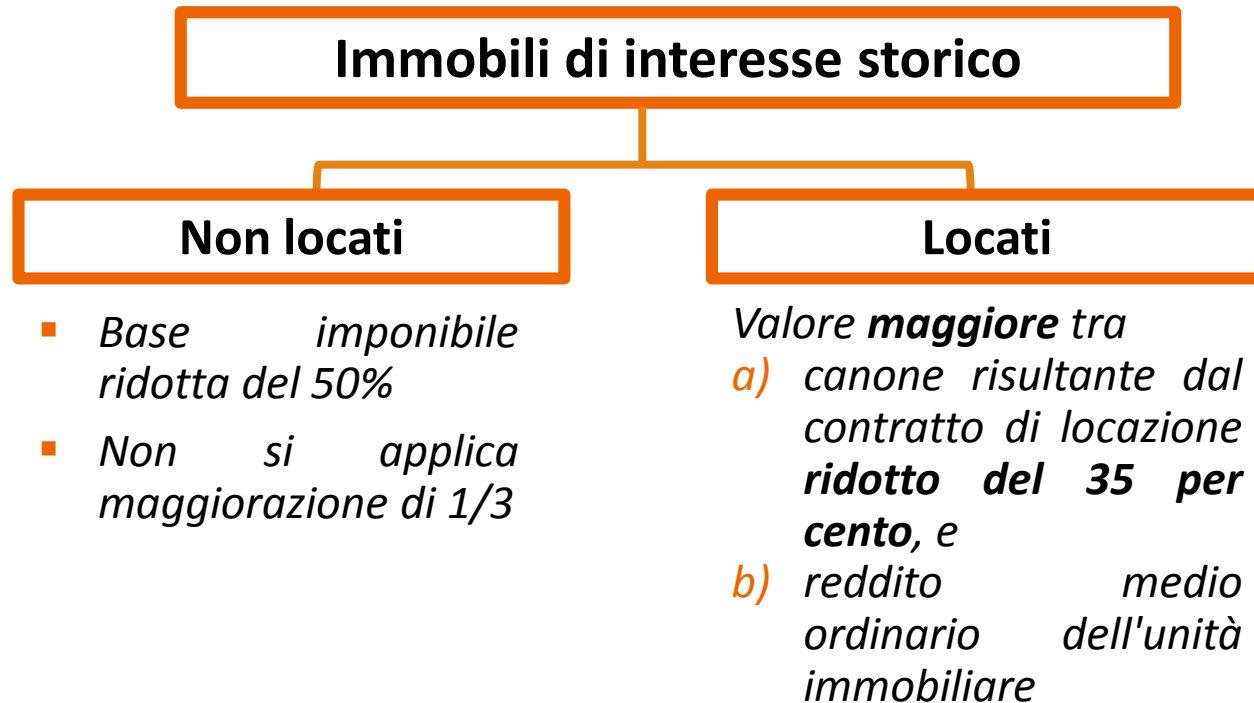 Immobili di interesse storico
Non locati
▪ Base imponibile
ridotta del 50%
▪ Non si applica
maggiorazione di 1/3
Locati
Valore maggiore tra
a) canone risultante dal
contratto di locazione
ridotto del 35 per
cento, e
b) reddito medio
ordinario dell'unità
immobiliare